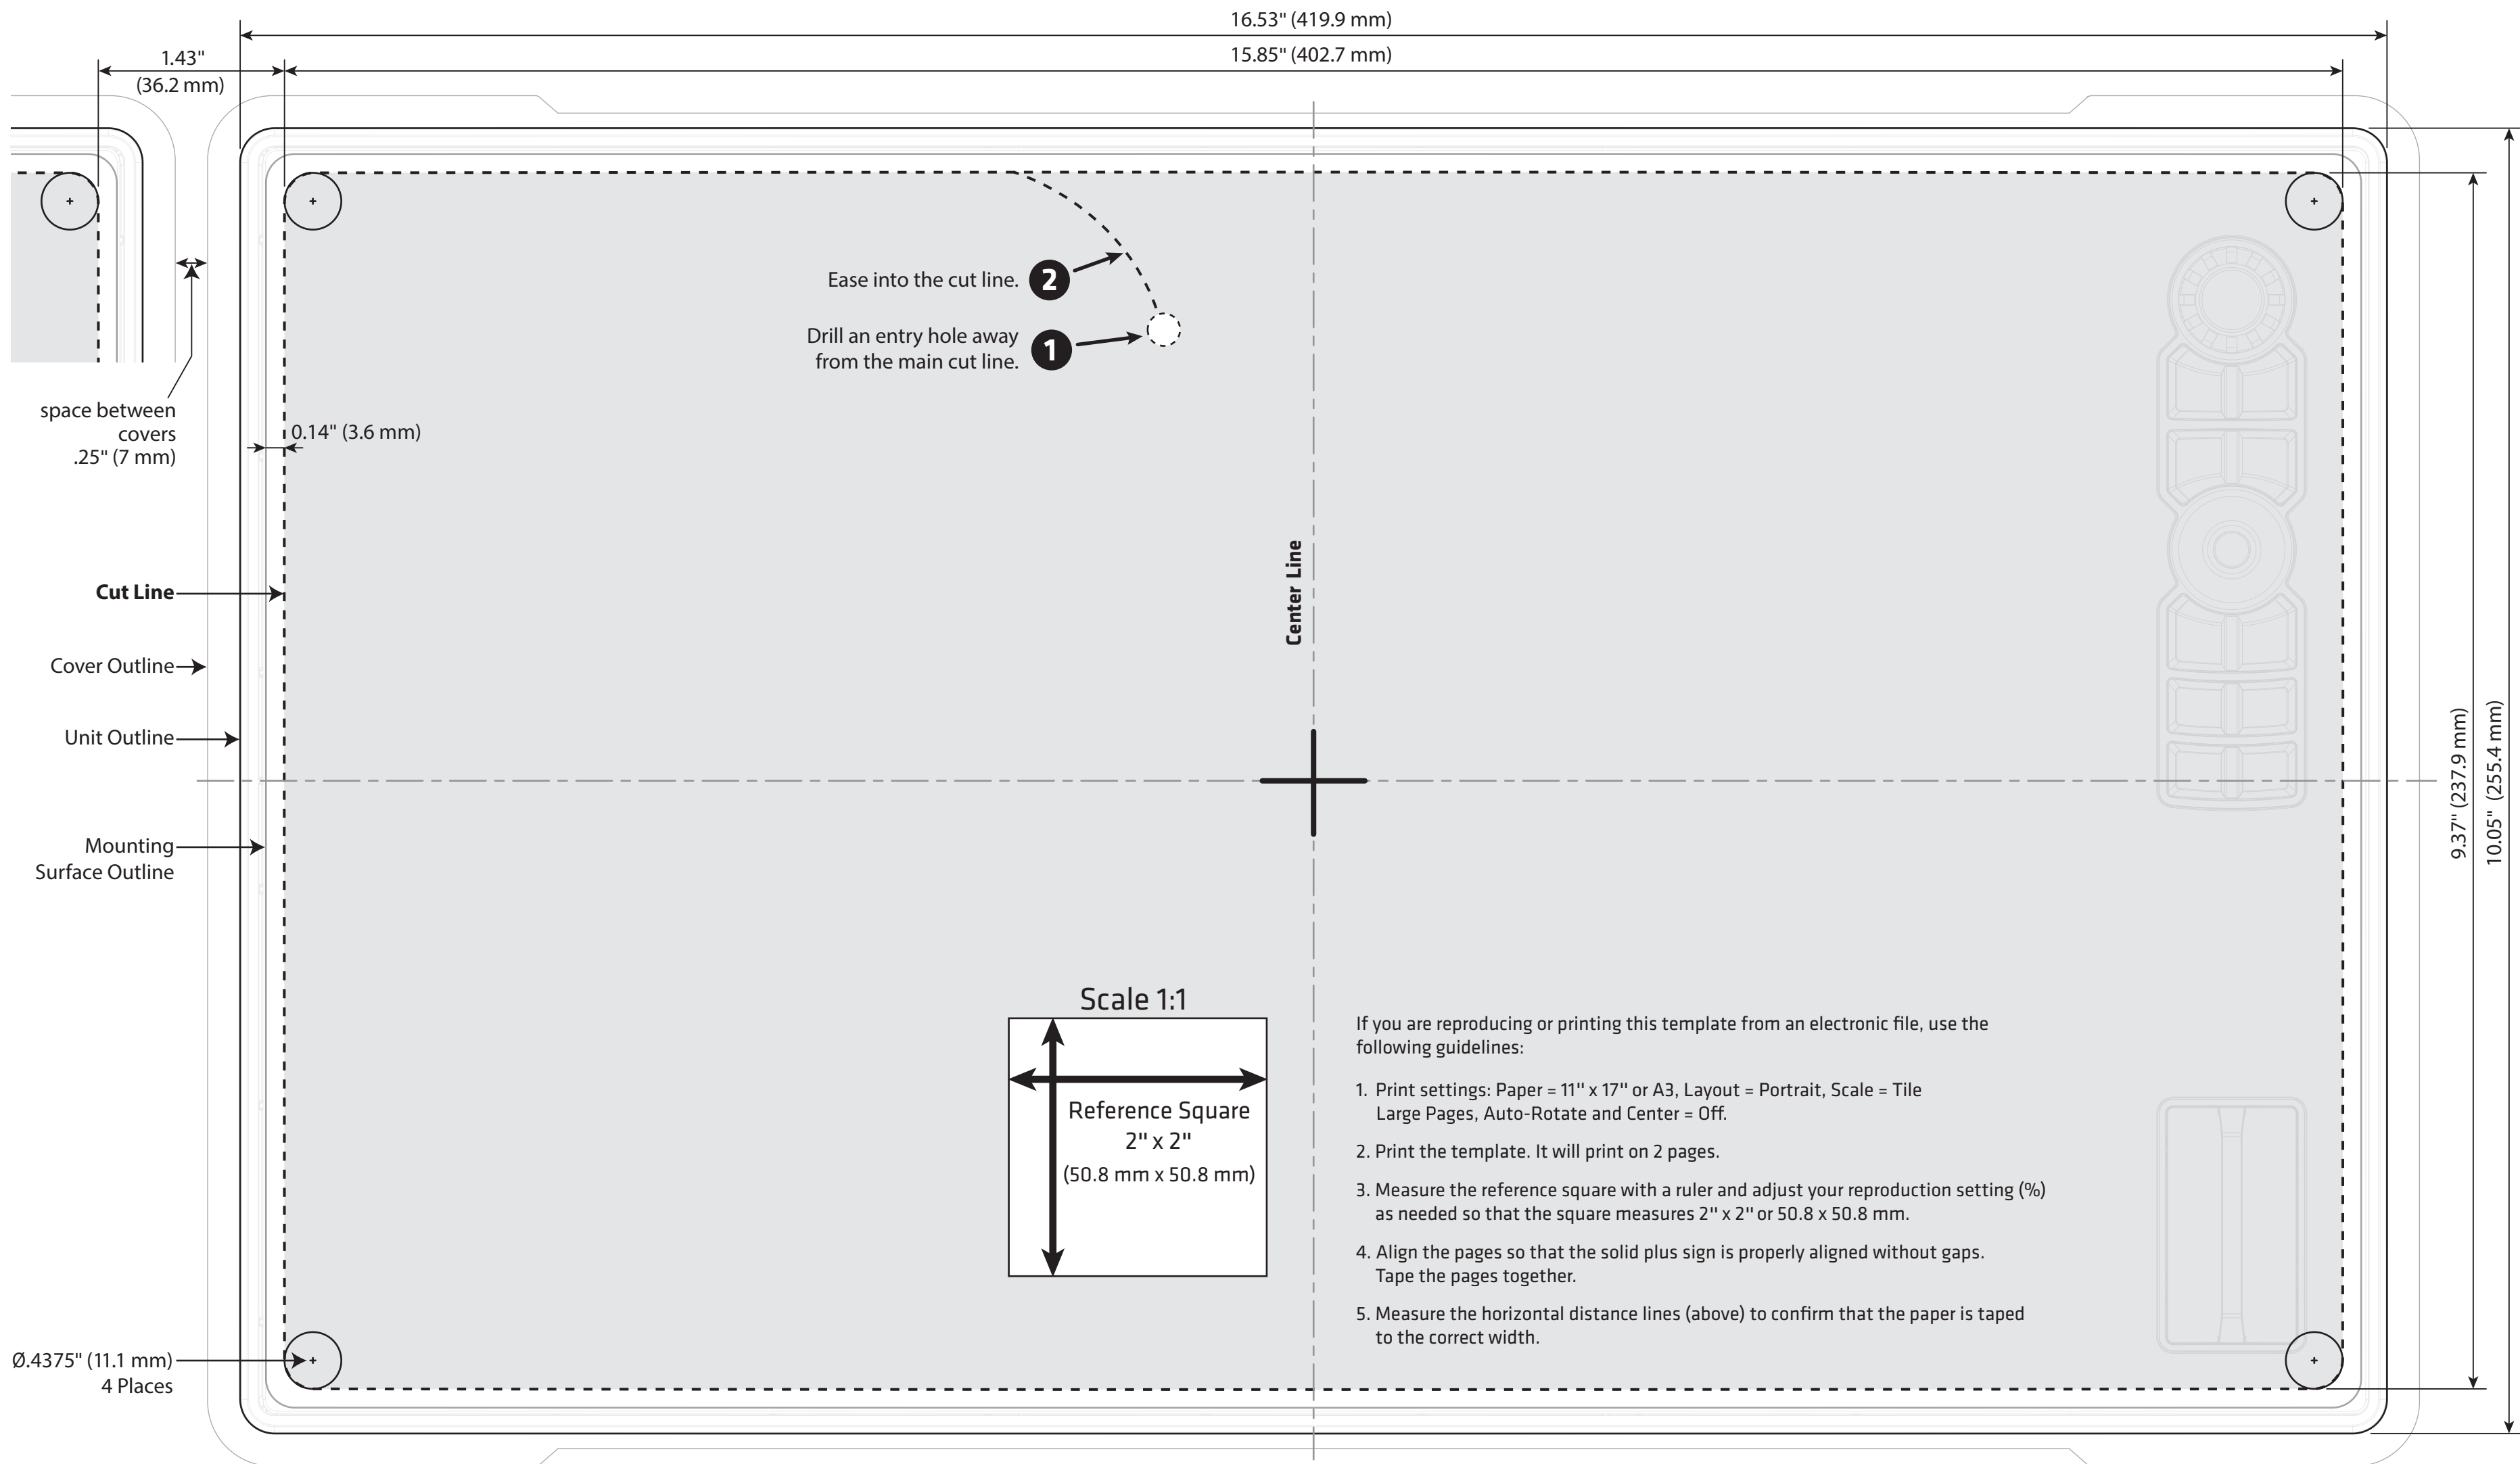 16.53" (419.9 mm)
15.85" (402.7 mm)
1.43"
(36.2 mm)
Ease into the cut line.
2
Drill an entry hole away
from the main cut line.
1
space between
covers
.25" (7 mm)
0.14" (3.6 mm)
Cut Line
Cover Outline
Unit Outline
Mounting
Surface Outline
Center Line
9.37" (237.9 mm)
10.05" (255.4 mm)
Scale 1:1
Reference Square
2" x 2"
(50.8 mm x 50.8 mm)
If you are reproducing or printing this template from an electronic file, use the
following guidelines:
1. Print settings: Paper = 11" x 17" or A3, Layout = Portrait, Scale = Tile
Large Pages, Auto-Rotate and Center = Off.
2. Print the template. It will print on 2 pages.
3. Measure the reference square with a ruler and adjust your reproduction setting (%)
as needed so that the square measures 2" x 2" or 50.8 x 50.8 mm.
4. Align the pages so that the solid plus sign is properly aligned without gaps.
Tape the pages together.
5. Measure the horizontal distance lines (above) to confirm that the paper is taped
to the correct width.
Ø.4375" (11.1 mm)
4 Places